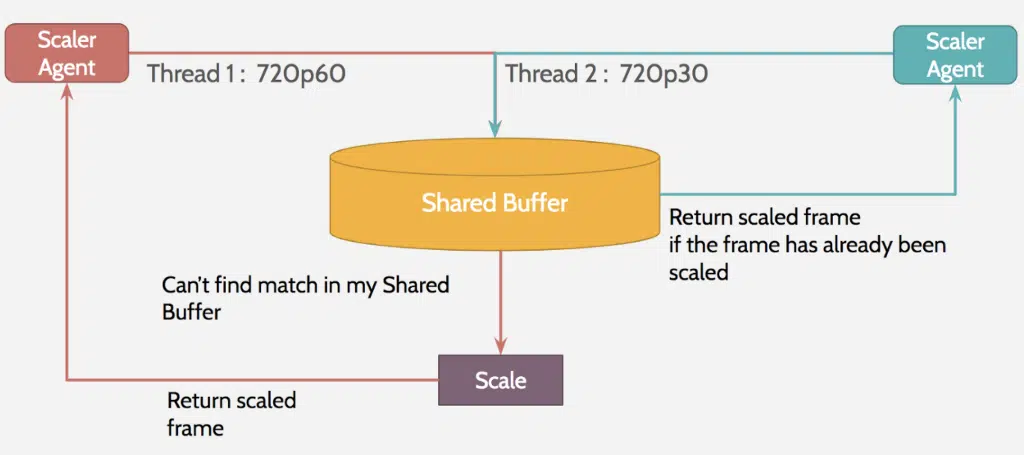 Scaler
Agent
Thread 1 : 720p60
Thread 2 : 720p30
Scaler
Agent
Shared Buffer
Return scaled frame
if the frame has already been
scaled
Can't find match in my Shared
Buffer
Scale
Return scaled
frame